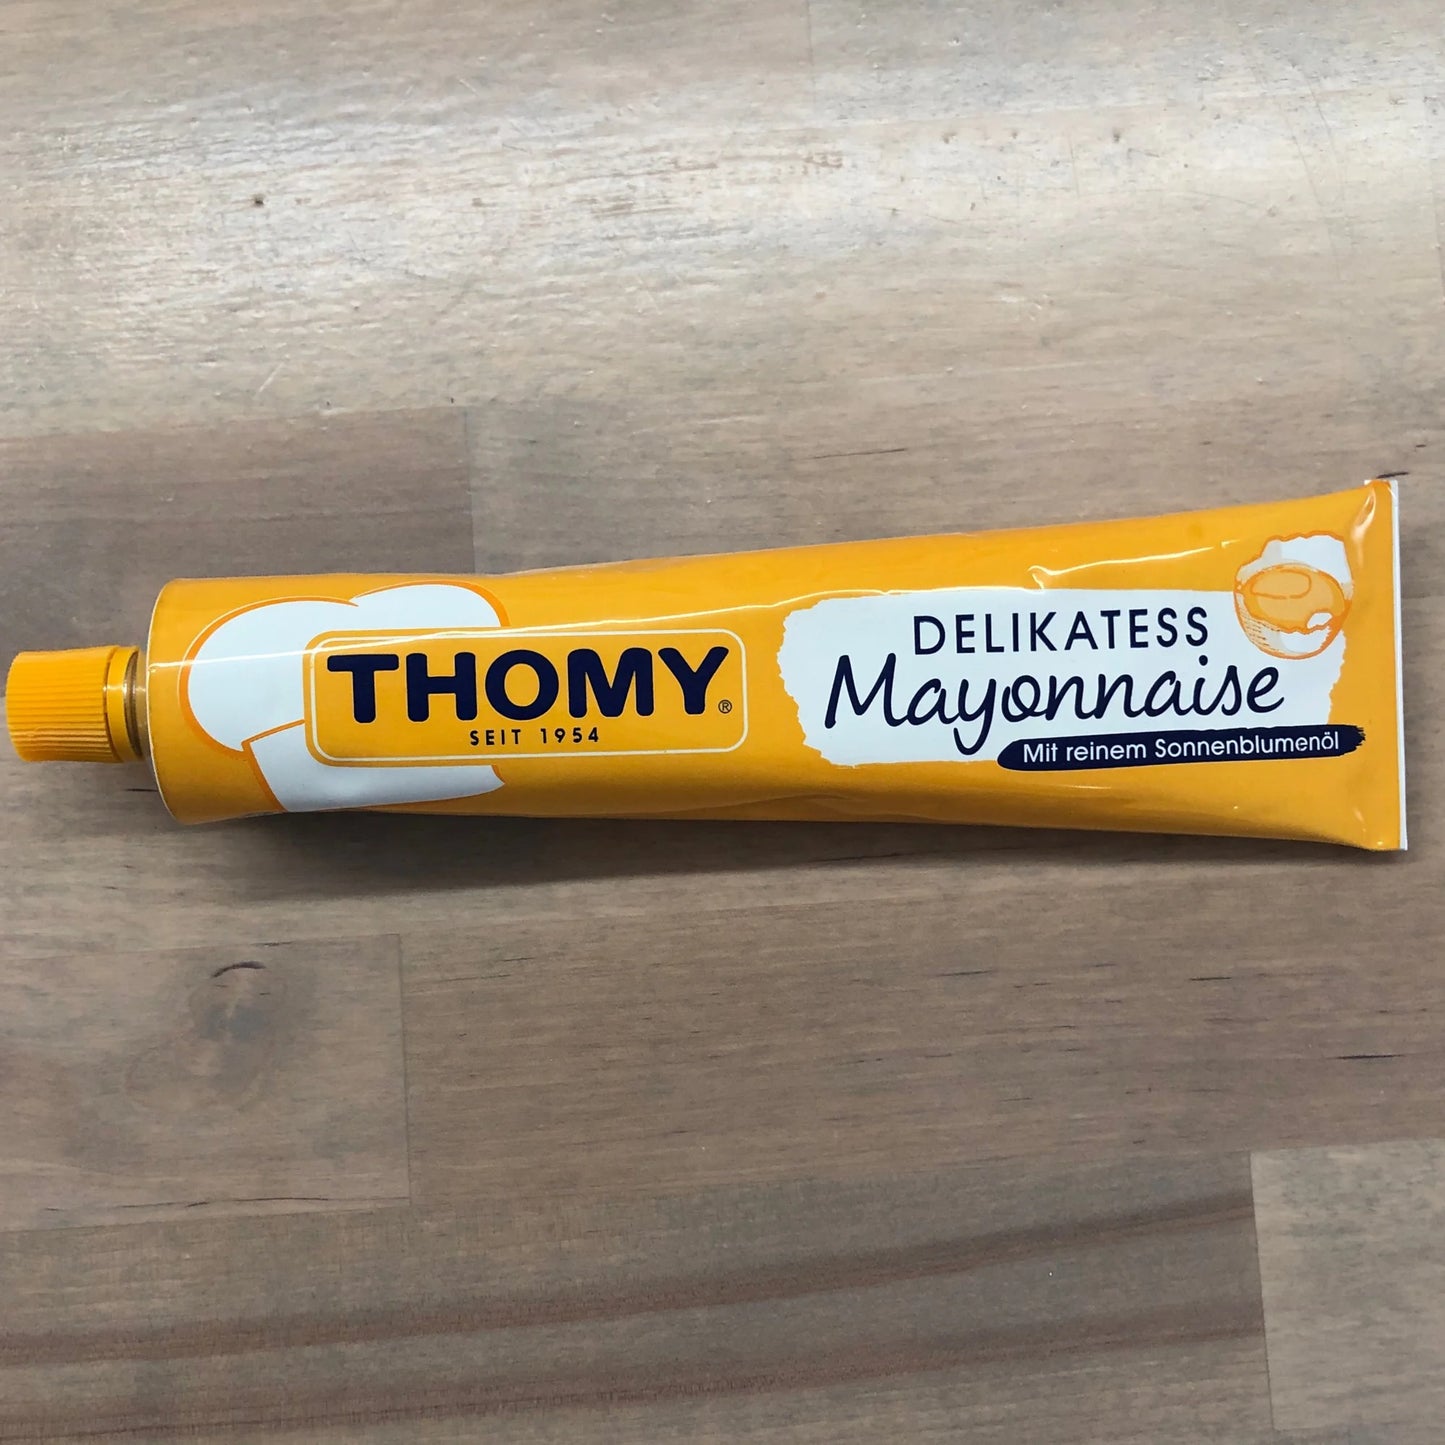 THOMY®
SEIT 1954
DELIKATESS
Mayonnaise
Mit reinem Sonnenblumenöl